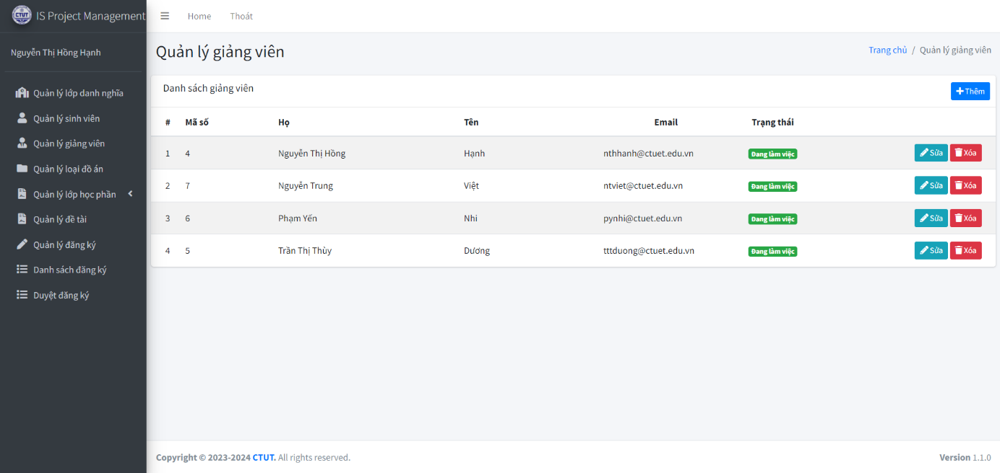 CTUT
IS Project Management
Home Thoát
Nguyễn Thị Hồng Hạnh
Quản lý lớp danh nghĩa
Quản lý sinh viên
Quản lý giảng viên
Quản lý loại đồ án
Quản lý lớp học phần
Quản lý đề tài
Quản lý đăng ký
Danh sách đăng ký
Duyệt đăng ký
Quản lý giảng viên
Trang chủ / Quản lý giảng viên
Danh sách giảng viên
Thêm
# Mã số Họ Tên Email Trạng thái
1 4 Nguyễn Thị Hồng Hạnh nthhanh@ctuet.edu.vn Đang làm việc Sửa Xóa
2 7 Nguyễn Trung Việt ntviet@ctuet.edu.vn Đang làm việc Sửa Xóa
3 6 Phạm Yến Nhi pynhi@ctuet.edu.vn Đang làm việc Sửa Xóa
4 5 Trần Thị Thùy Dương tttduong@ctuet.edu.vn Đang làm việc Sửa Xóa
Copyright © 2023-2024 CTUT. All rights reserved.
Version 1.1.0